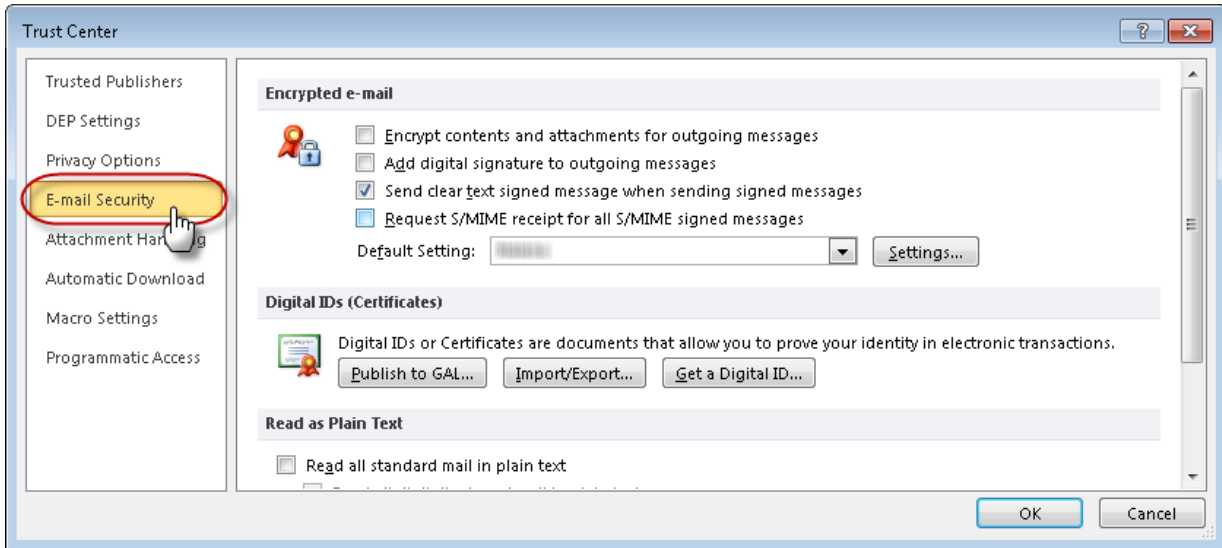 Trust Center
Trusted Publishers
DEP Settings
Privacy Options
E-mail Security
Attachment
Automatic Download
Macro Settings
Programmatic Access
Encrypted e-mail
Encrypt contents and attachments for outgoing messages
Add digital signature to outgoing messages
Send clear text signed message when sending signed messages
Request S/MIME receipt for all S/MIME signed messages
Default Setting: Settings...
Digital IDs (Certificates)
Digital IDs or Certificates are documents that allow you to prove your identity in electronic transactions.
Publish to GAL... Import/Export... Get a Digital ID...
Read as Plain Text
Read all standard mail in plain text
OK Cancel